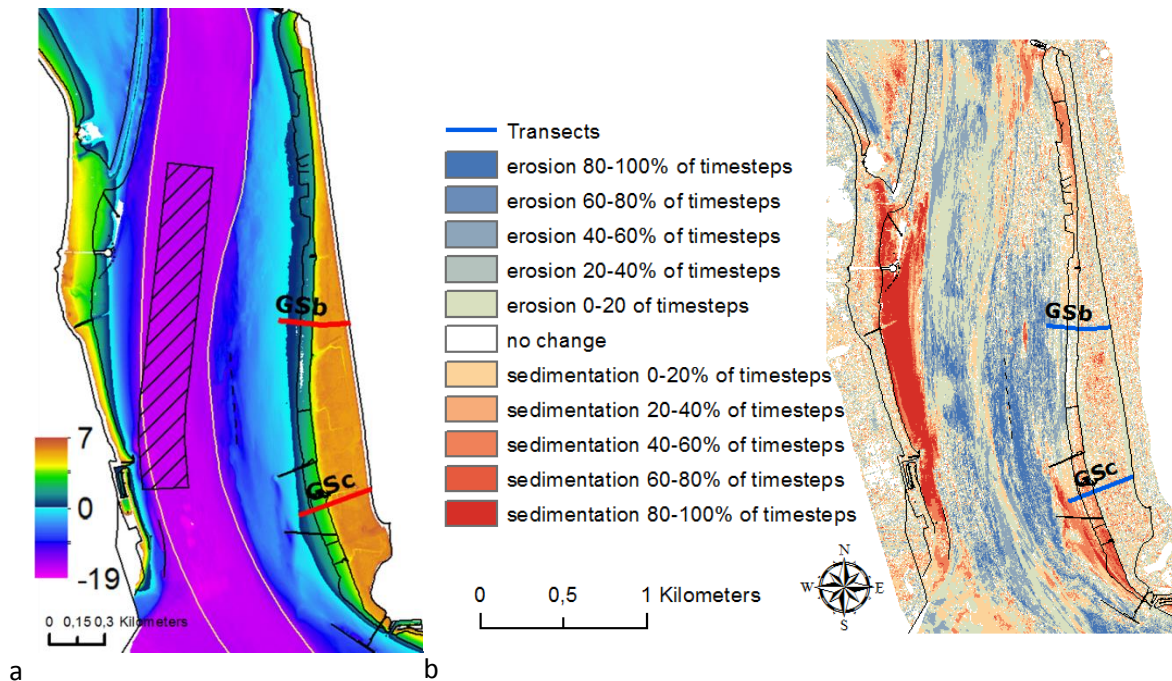 GSb
GSc
7
0
-19
0 0,15 0,3 Kilometers
a
Transects
erosion 80-100% of timesteps
erosion 60-80% of timesteps
erosion 40-60% of timesteps
erosion 20-40% of timesteps
erosion 0-20 of timesteps
no change
sedimentation 0-20% of timesteps
sedimentation 20-40% of timesteps
sedimentation 40-60% of timesteps
sedimentation 60-80% of timesteps
sedimentation 80-100% of timesteps
0 0,5 1 Kilometers
b
GSb
GSc
N
W E
S